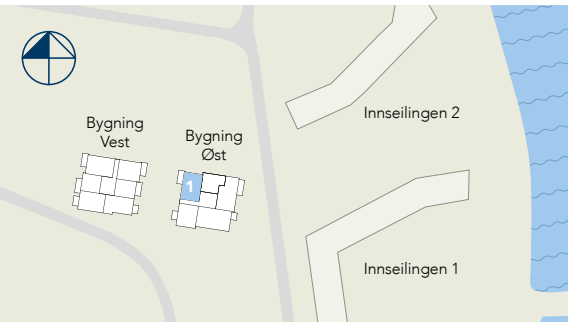 Innseilingen 2
Bygning
Vest
Bygning
Øst
1
Innseilingen 1